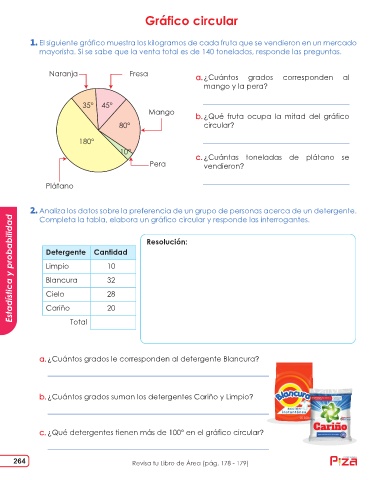 Gráfico circular
1. El siguiente gráfico muestra los kilogramos de cada fruta que se vendieron en un mercado
mayorista. Si se sabe que la venta total es de 140 tonelados, responde las preguntas.
Naranja
Fresa
35°
45°
Mango
80°
180°
10°
Pera
Plátano
a. ¿Cuántos grados corresponden al
mango y la pera?
b. ¿Qué fruta ocupa la mitad del gráfico
circular?
c. ¿Cuántas toneladas de plátano se
vendieron?
2. Analiza los datos sobre la preferencia de un grupo de personas acerca de un detergente.
Completa la tabla, elabora un gráfico circular y responde las interrogantes.
Detergente Cantidad
Limpio 10
Blancura 32
Cielo 28
Cariño 20
Total
Resolución:
a. ¿Cuántos grados le corresponden al detergente Blancura?
b. ¿Cuántos grados suman los detergentes Cariño y Limpio?
c. ¿Qué detergentes tienen más de 100° en el gráfico circular?
Blancura
Cariño
Estadística y probabilidad
264
Revisa tu Libro de Área (pág. 178 - 179)